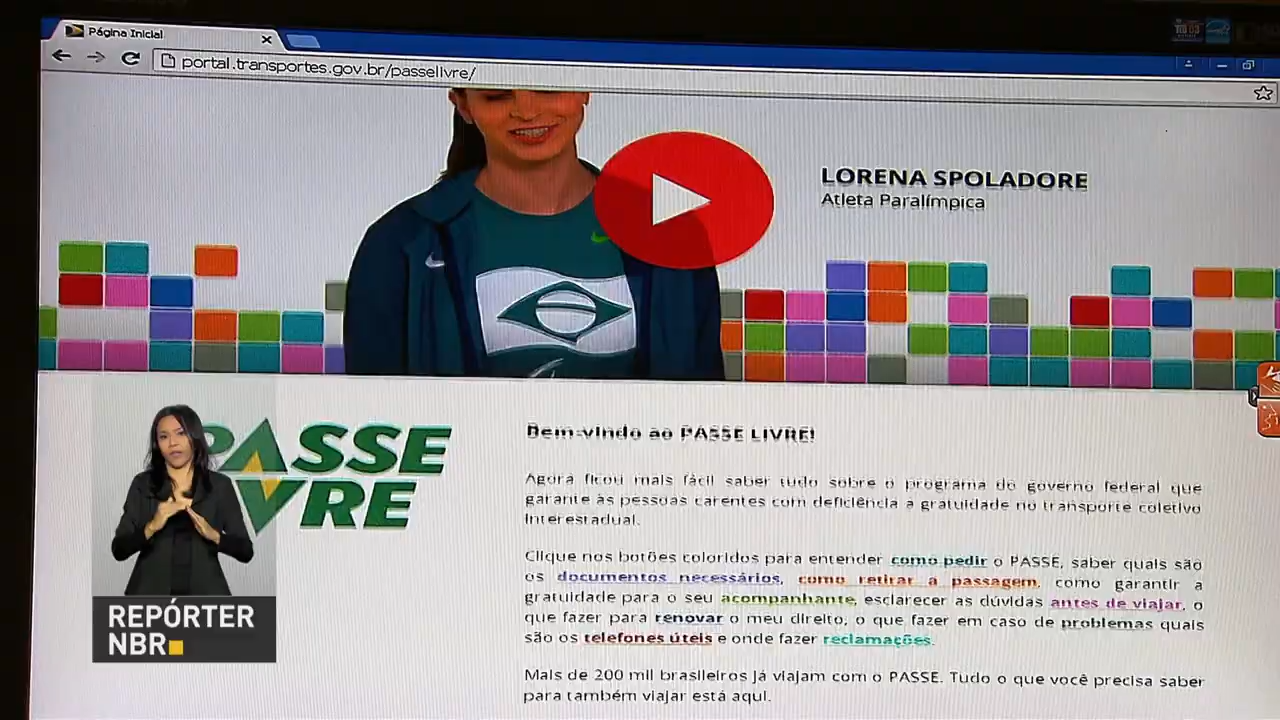 Página Inicial
portal.transportes.gov.br/passelivre/
LORENA SPOLADORE
Atleta Paralímpica
PASSE
Bem-vindo ao PASSE LIVRE!
Agora ficou mais fácil saber tudo sobre o programa do governo federal que
garante às pessoas carentes com deficiência a gratuidade no transporte coletivo
interestadual.
Clique nos botões coloridos para entender como pedir o PASSE, saber quais são
os documentos necessários, como retirar a passagem, como garantir a
gratuidade para o seu acompanhante, esclarecer as dúvidas antes de viajar, o
que fazer para renovar o meu direito, o que fazer em caso de problemas quais
são os telefones úteis e onde fazer reclamações.
Mais de 200 mil brasileiros já viajam com o PASSE. Tudo o que você precisa saber
para também viajar está aqui.
VRE
REPÓRTER
NBR